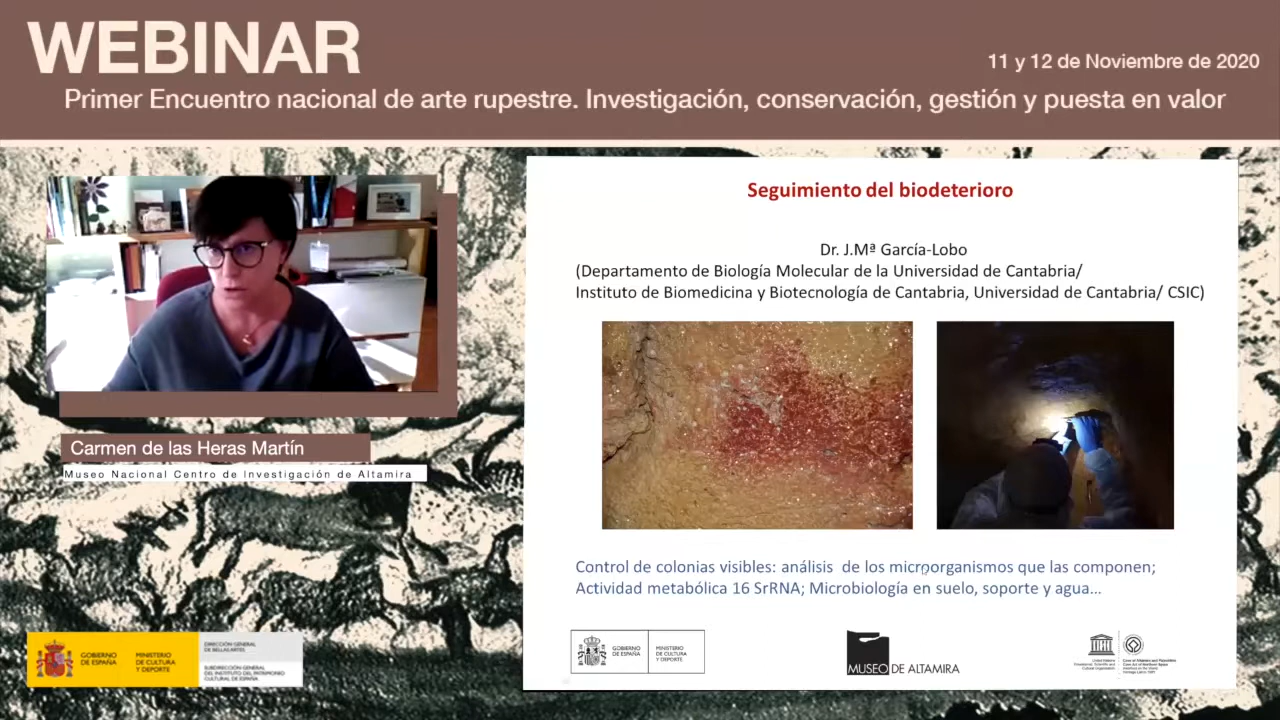 WEBINAR
11 y 12 de Noviembre de 2020
Primer Encuentro nacional de arte rupestre. Investigación, conservación, gestión y puesta en valor
Carmen de las Heras Martín
Museo Nacional Centro de Investigación de Altamira
GOBIERNO DE ESPAÑA
MINISTERIO DE CULTURA Y DEPORTE
DIRECCIÓN GENERAL DE BELLAS ARTES
SUBDIRECCIÓN GENERAL DEL INSTITUTO DEL PATRIMONIO CULTURAL DE ESPAÑA
Seguimiento del biodeterioro
Dr. J.Mª García-Lobo
(Departamento de Biología Molecular de la Universidad de Cantabria/
Instituto de Biomedicina y Biotecnología de Cantabria, Universidad de Cantabria/ CSIC)
Control de colonias visibles: análisis de los microorganismos que las componen;
Actividad metabólica 16 SrRNA; Microbiología en suelo, soporte y agua...
GOBIERNO DE ESPAÑA
MINISTERIO DE CULTURA Y DEPORTE
MUSEO DE ALTAMIRA